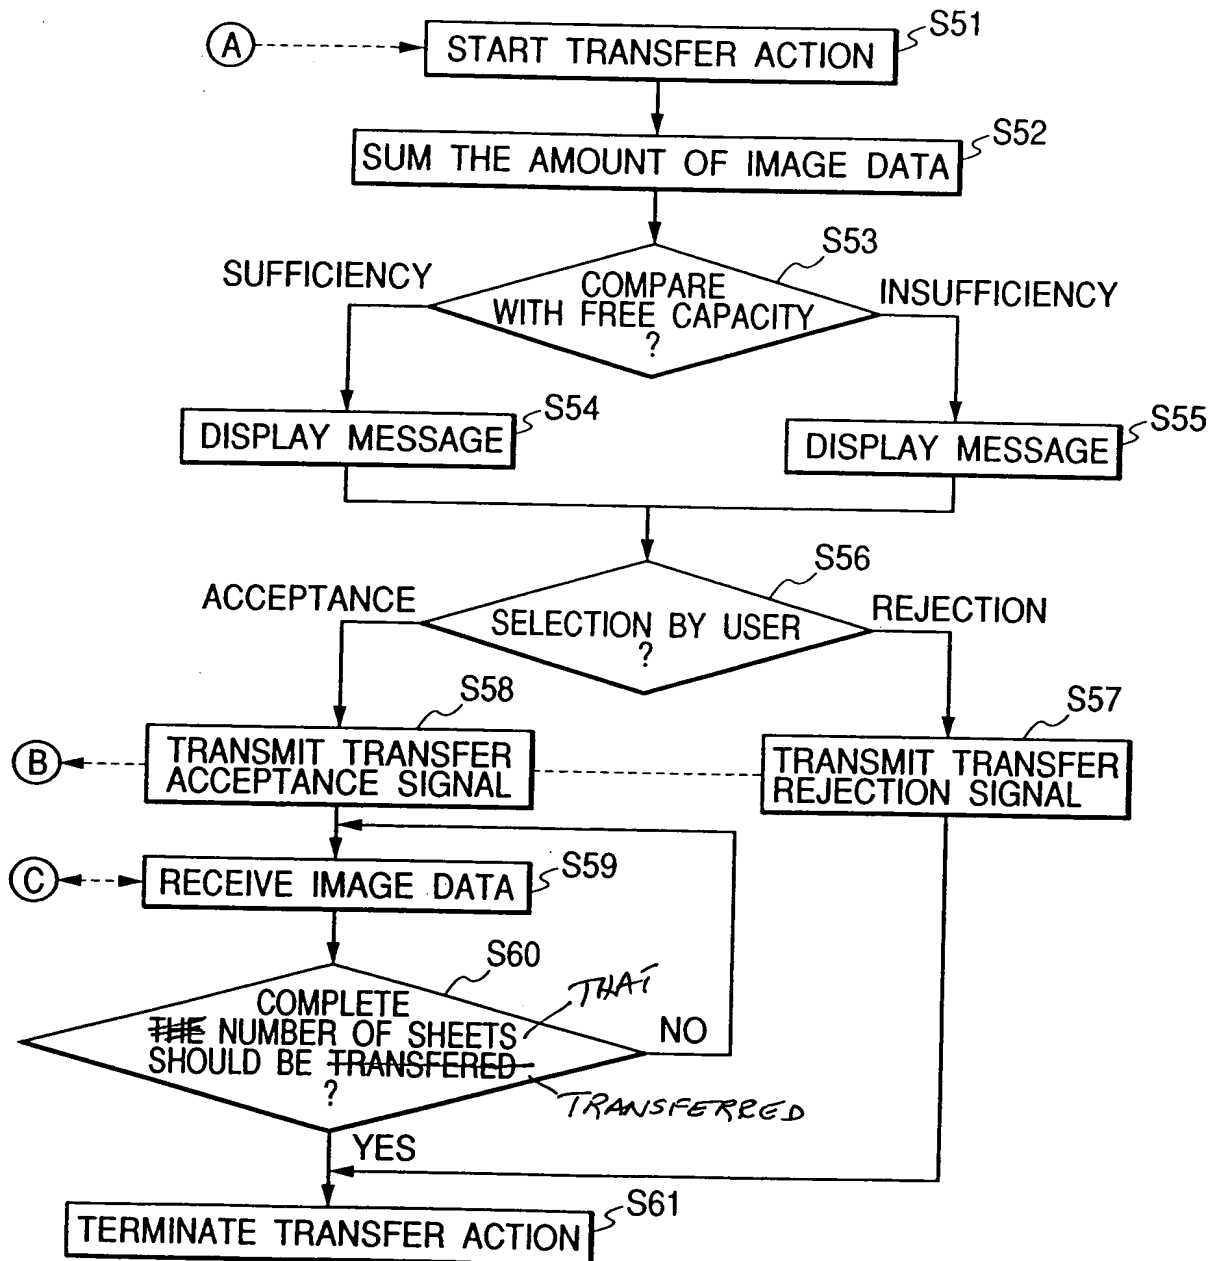 S51
A
START TRANSFER ACTION
S52
SUM THE AMOUNT OF IMAGE DATA
S53
SUFFICIENCY
COMPARE
WITH FREE CAPACITY
?
INSUFFICIENCY
S54
DISPLAY MESSAGE
S55
DISPLAY MESSAGE
S56
ACCEPTANCE
SELECTION BY USER
?
REJECTION
S58
TRANSMIT TRANSFER
ACCEPTANCE SIGNAL
B
S57
TRANSMIT TRANSFER
REJECTION SIGNAL
C
RECEIVE IMAGE DATA
S59
S60
COMPLETE
THE NUMBER OF SHEETS
THAT
SHOULD BE TRANSFERED
?
TRANSFERRED
NO
YES
S61
TERMINATE TRANSFER ACTION